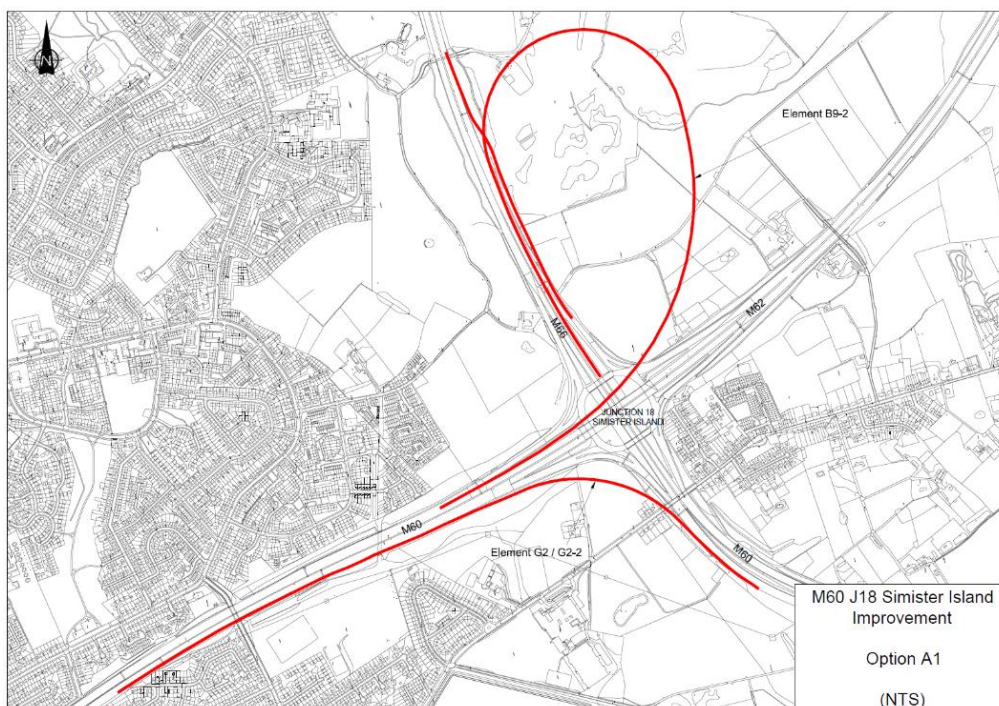 N
Element B9-2
M62
M66
JUNCTION 18
SIMISTER ISLAND
M60
Element G2 / G2-2
M60
M60 J18 Simister Island
Improvement
Option A1
(NTS)